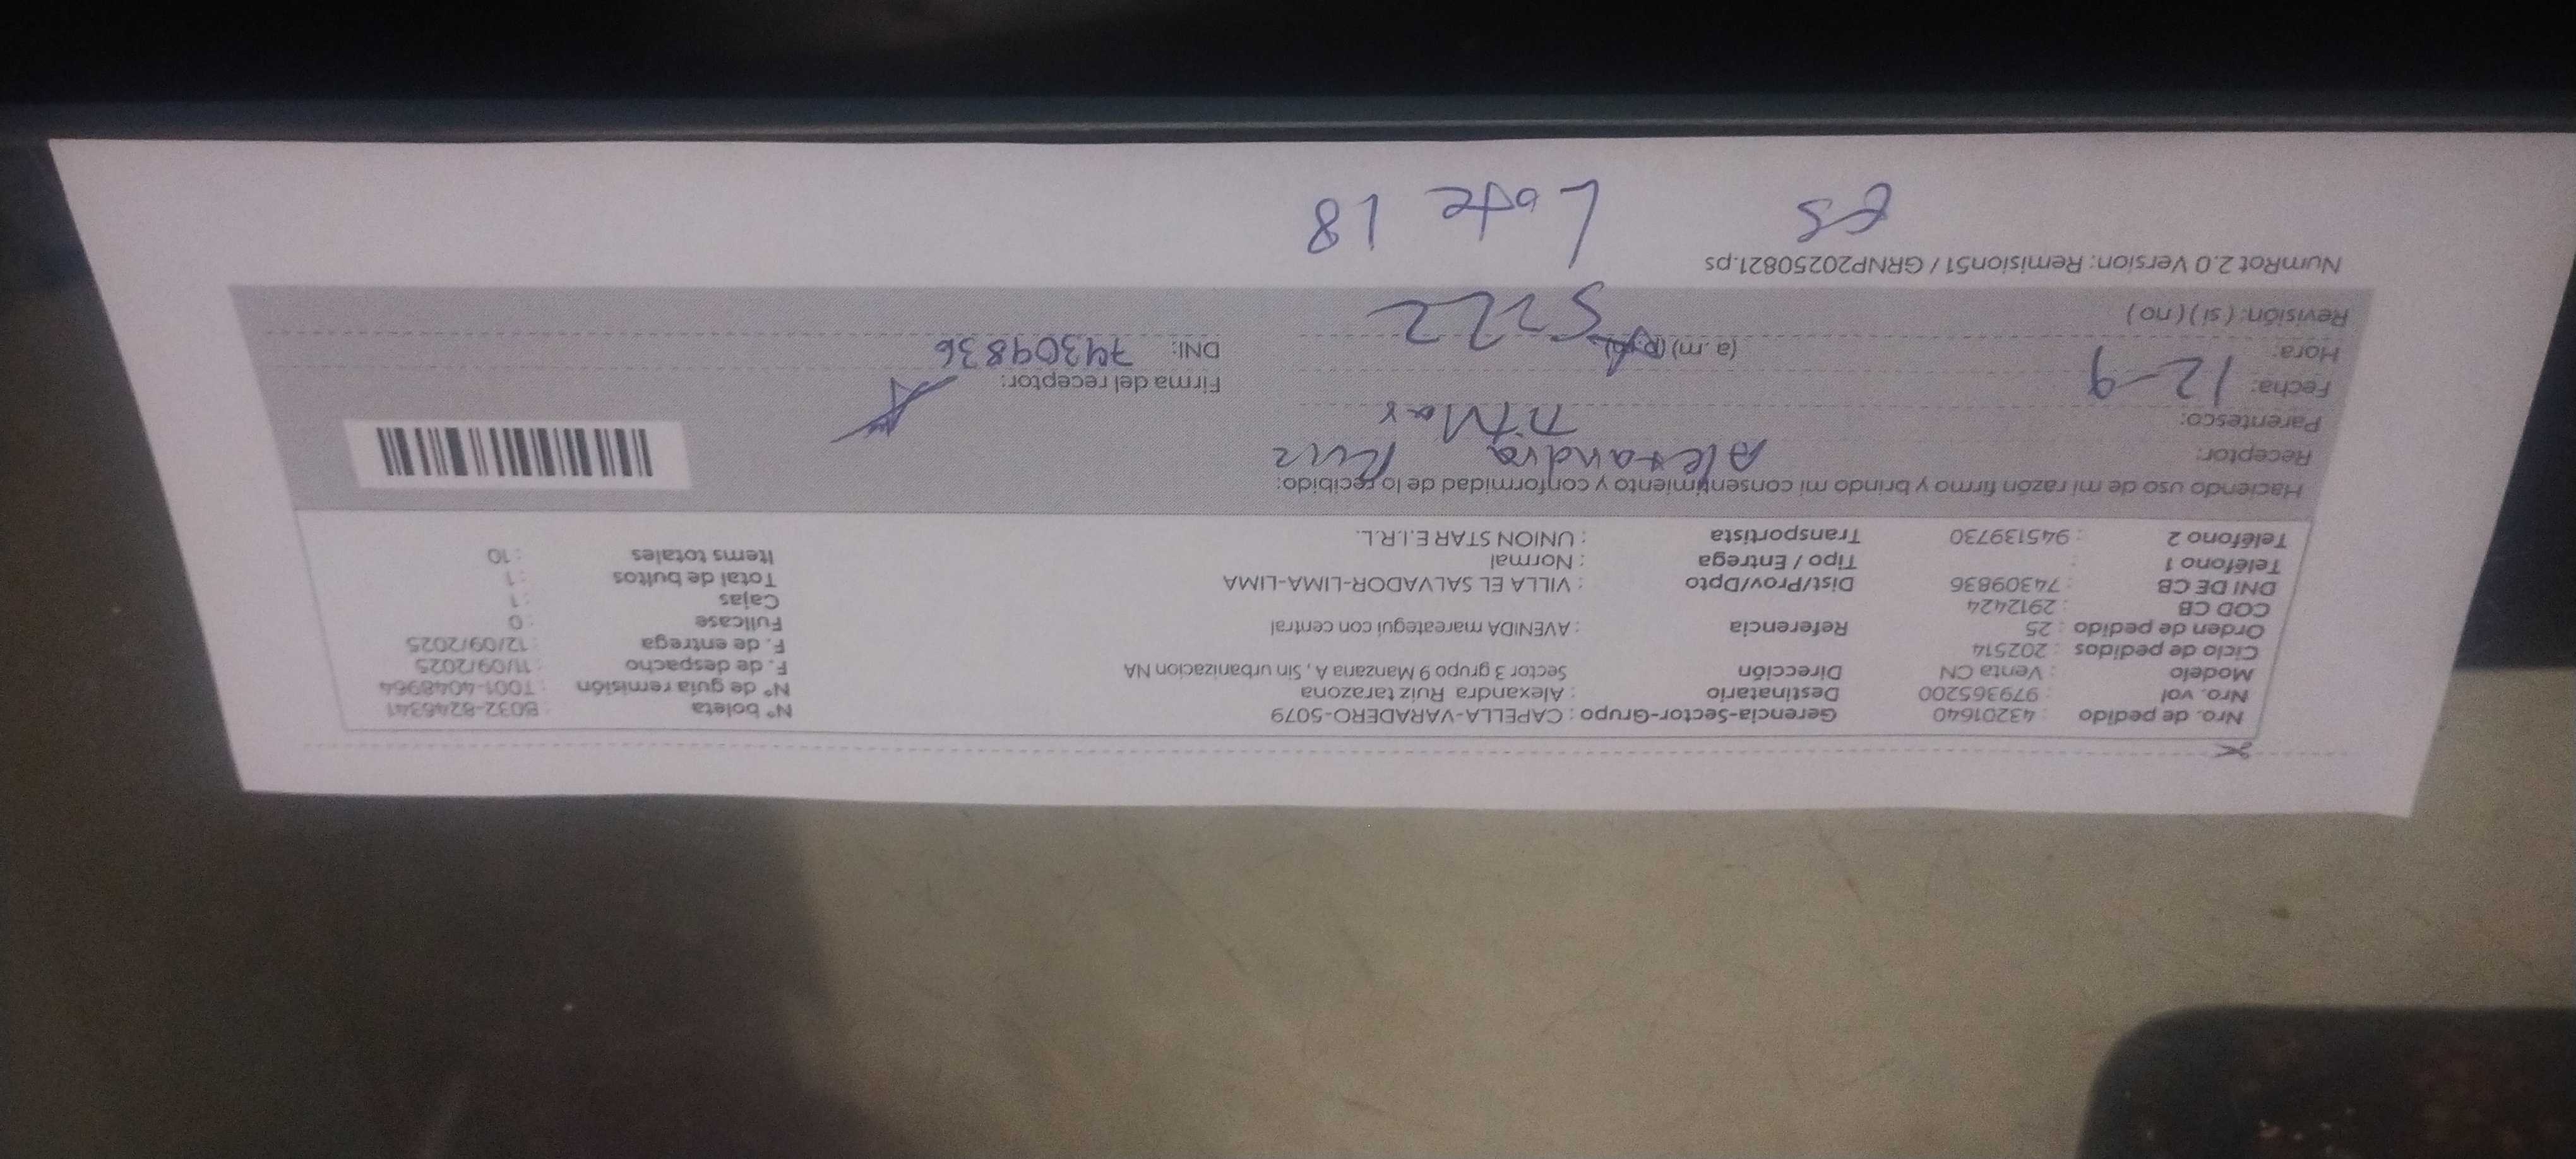 Nro. de pedido : 43201640 Gerencia-Sector-Grupo : CAPELLA-VARADERO-5079 N° boleta : B032-8246341
Nro. vol : 979365200 Destinatario : Alexandra Ruiz tarazona N° de guía remisión : T001-4048964
Modelo : Venta CN Dirección Sector 3 grupo 9 Manzana A , Sin urbanizacion NA F. de despacho : 11/09/2025
Ciclo de pedidos : 202514 F. de entrega : 12/09/2025
Orden de pedido : 25 Referencia : AVENIDA mareategui con central Fullcase : 0
COD CB : 2912424 Cajas : 1
DNI DE CB : 74309836 Dist/Prov/Dpto : VILLA EL SALVADOR-LIMA-LIMA Total de bultos : 1
Teléfono 1 : Tipo / Entrega : Normal Items totales : 10
Teléfono 2 : 945139730 Transportista : UNION STAR E.I.R.L.
Haciendo uso de mi razón firmo y brindo mi consentimiento y conformidad de lo recibido:
Receptor: Alexandra Ruiz
Parentesco: TitMar
Fecha: 12-9 Firma del receptor:
Hora: (a. m) (p.m) 5222 DNI: 74309836
Revisión: ( si ) ( no )
NumRot 2.0 Version: Remision51 / GRNP20250821.ps
Lote 18